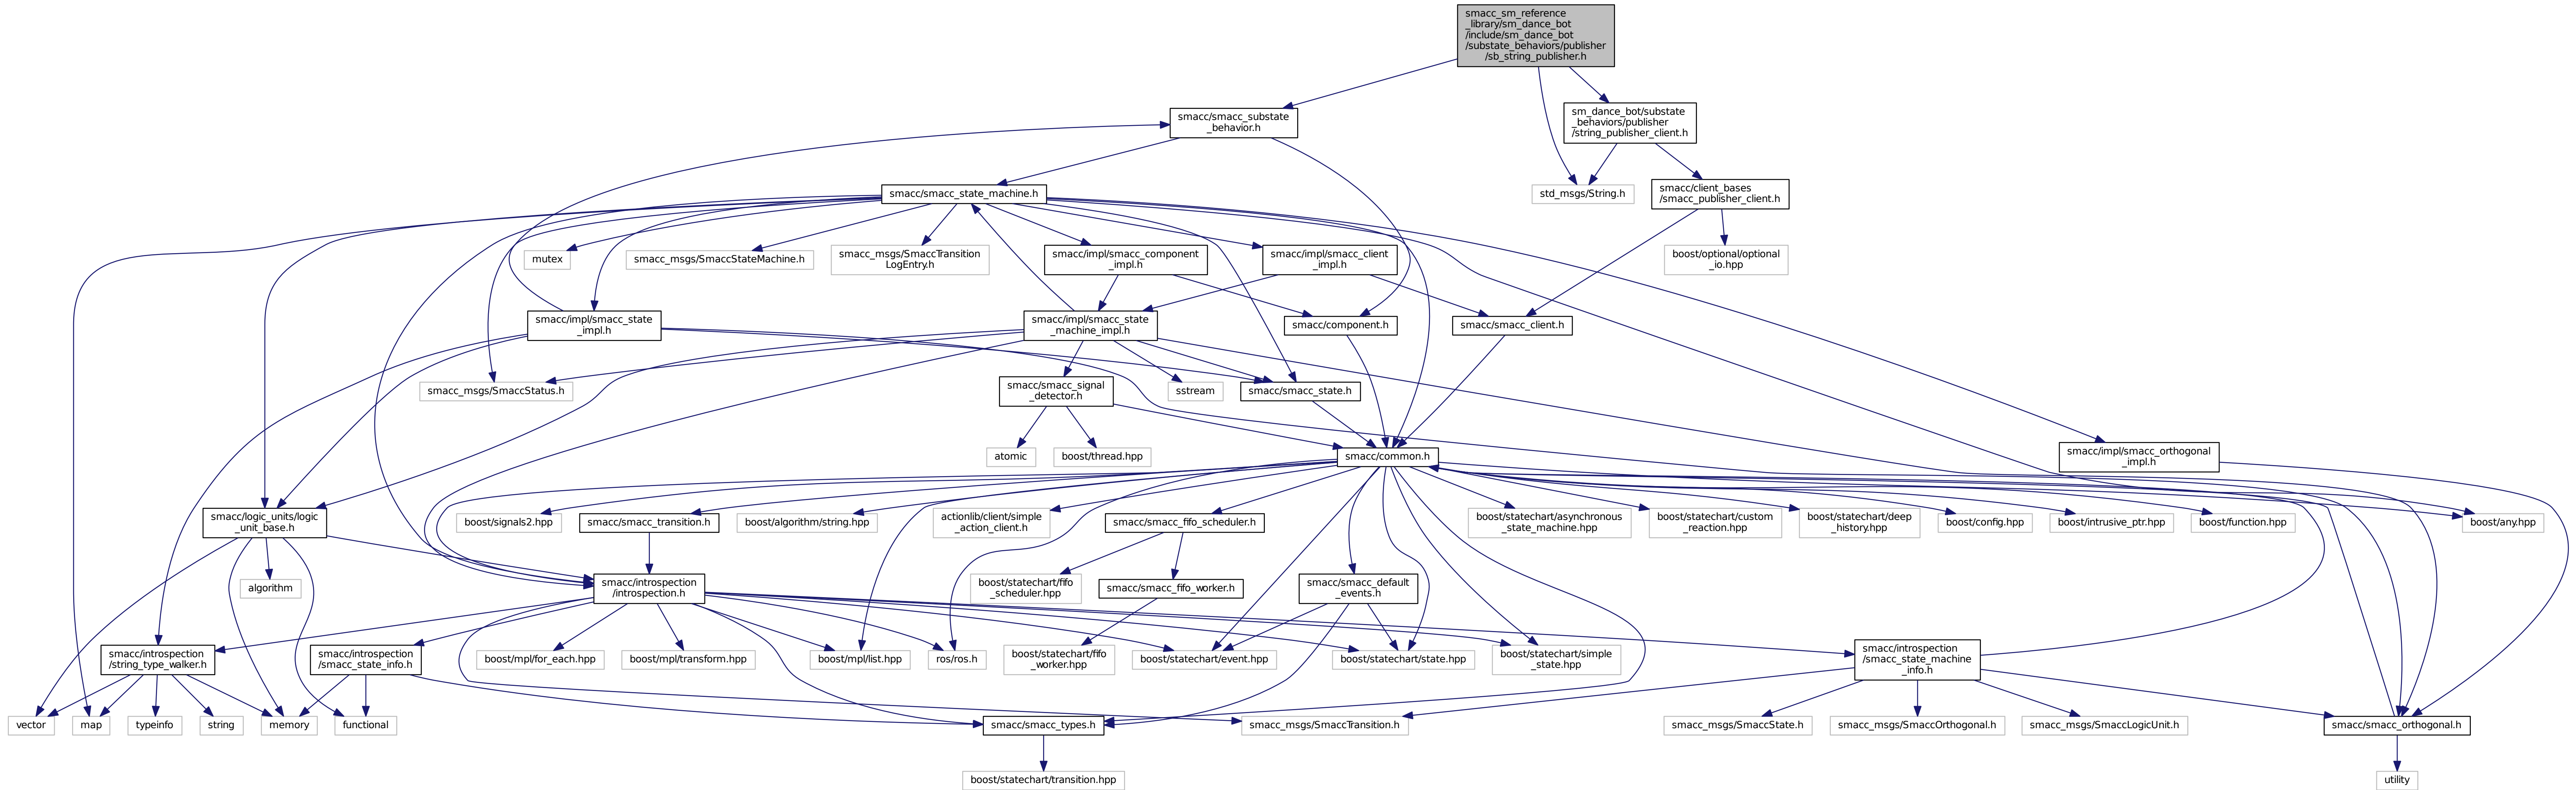 smacc_sm_reference
_library/sm_dance_bot
/include/sm_dance_bot
/substate_behaviors/publisher
/sb_string_publisher.h
smacc/smacc_substate
_behavior.h
sm_dance_bot/substate
_behaviors/publisher
/string_publisher_client.h
smacc/smacc_state_machine.h
std_msgs/String.h
smacc/client_bases
/smacc_publisher_client.h
mutex
smacc_msgs/SmaccStateMachine.h
smacc_msgs/SmaccTransition
LogEntry.h
smacc/impl/smacc_component
_impl.h
smacc/impl/smacc_client
_impl.h
boost/optional/optional
_io.hpp
smacc/impl/smacc_state
_impl.h
smacc/impl/smacc_state
_machine_impl.h
smacc/component.h
smacc/smacc_client.h
smacc_msgs/SmaccStatus.h
smacc/smacc_signal
_detector.h
sstream
smacc/smacc_state.h
atomic
boost/thread.hpp
smacc/common.h
smacc/impl/smacc_orthogonal
_impl.h
smacc/logic_units/logic
_unit_base.h
boost/signals2.hpp
smacc/smacc_transition.h
boost/algorithm/string.hpp
actionlib/client/simple
_action_client.h
smacc/smacc_fifo_scheduler.h
boost/statechart/asynchronous
_state_machine.hpp
boost/statechart/custom
_reaction.hpp
boost/statechart/deep
_history.hpp
boost/config.hpp
boost/intrusive_ptr.hpp
boost/function.hpp
boost/any.hpp
algorithm
smacc/introspection
/introspection.h
boost/statechart/fifo
_scheduler.hpp
smacc/smacc_fifo_worker.h
smacc/smacc_default
_events.h
smacc/introspection
/string_type_walker.h
smacc/introspection
/smacc_state_info.h
boost/mpl/for_each.hpp
boost/mpl/transform.hpp
boost/mpl/list.hpp
ros/ros.h
boost/statechart/fifo
_worker.hpp
boost/statechart/event.hpp
boost/statechart/state.hpp
boost/statechart/simple
_state.hpp
smacc/introspection
/smacc_state_machine
_info.h
vector
map
typeinfo
string
memory
functional
smacc/smacc_types.h
smacc_msgs/SmaccTransition.h
smacc_msgs/SmaccState.h
smacc_msgs/SmaccOrthogonal.h
smacc_msgs/SmaccLogicUnit.h
smacc/smacc_orthogonal.h
boost/statechart/transition.hpp
utility